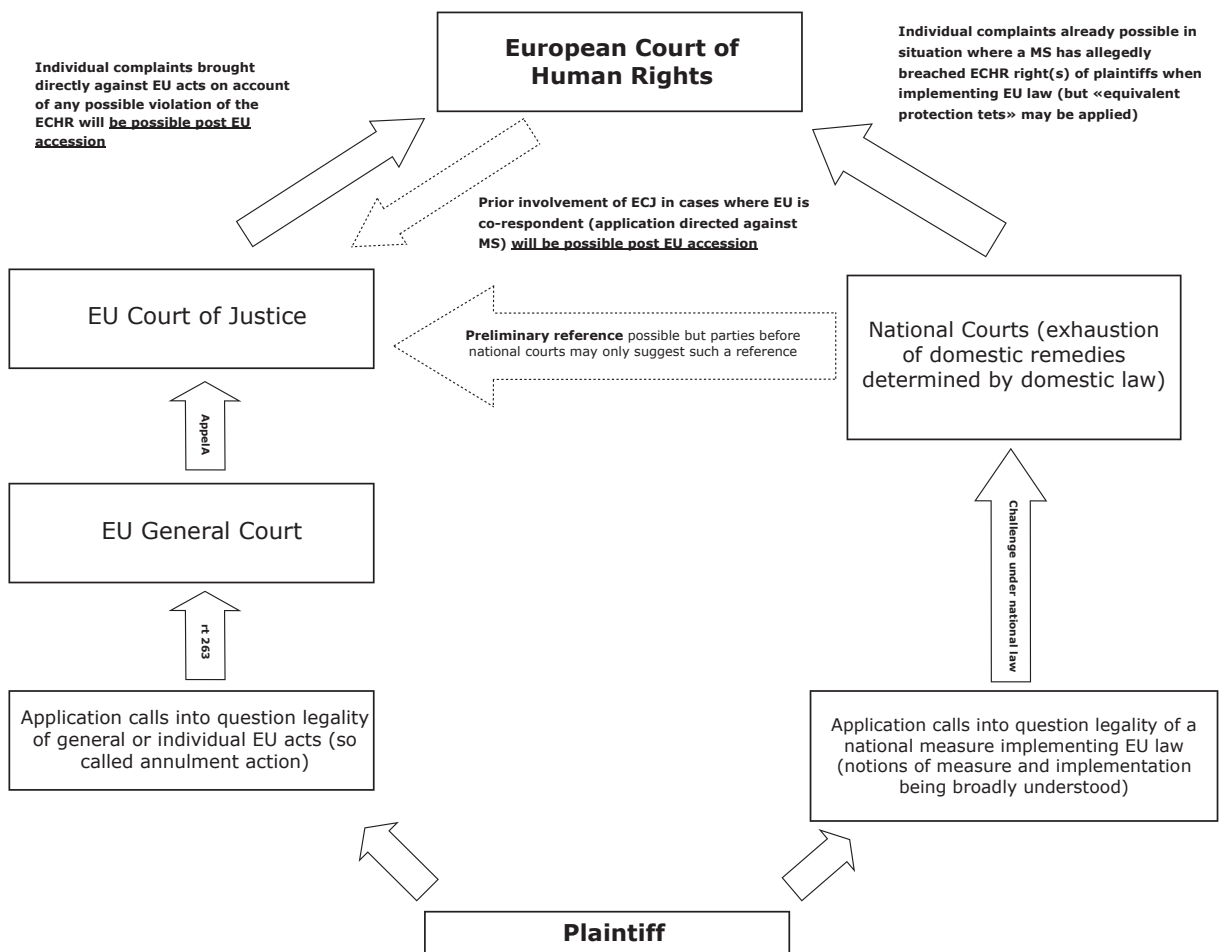 European Court of
Human Rights
Individual complaints brought
directly against EU acts on account
of any possible violation of the
ECHR will be possible post EU
accession
Individual complaints already possible in
situation where a MS has allegedly
breached ECHR right(s) of plaintiffs when
implementing EU law (but «equivalent
protection tets» may be applied)
Prior involvement of ECJ in cases where EU is
co-respondent (application directed against
MS) will be possible post EU accession
EU Court of Justice
Preliminary reference possible but parties before
national courts may only suggest such a reference
National Courts (exhaustion
of domestic remedies
determined by domestic law)
AppelA
EU General Court
Challenge under national law
rt 263
Application calls into question legality
of general or individual EU acts (so
called annulment action)
Application calls into question legality of a
national measure implementing EU law
(notions of measure and implementation
being broadly understood)
Plaintiff